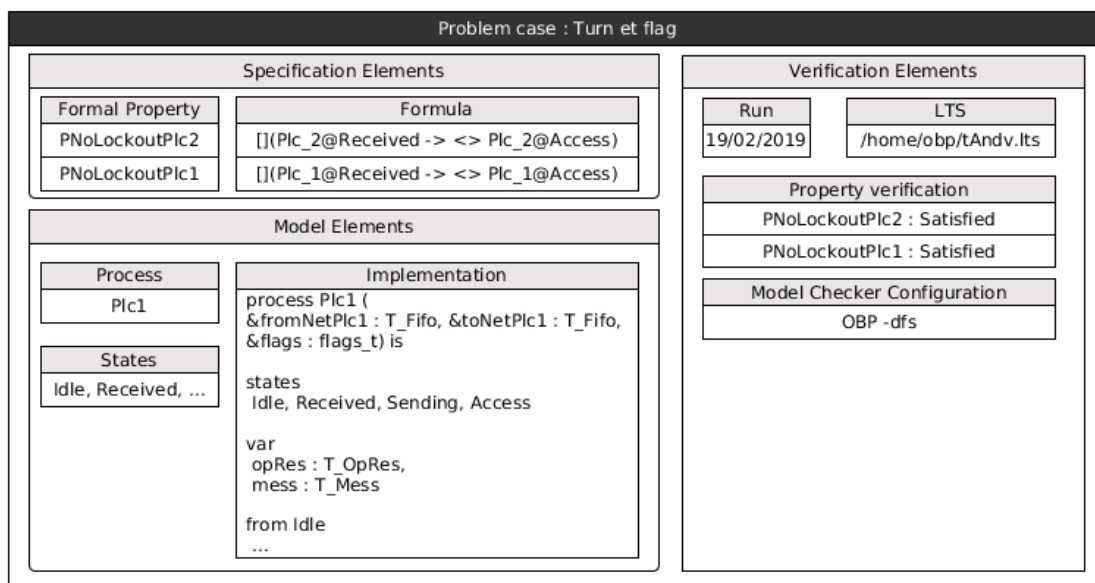 Problem case : Turn et flag
Specification Elements
Formal Property
Formula
PNoLockoutPlc2
[](Plc_2@Received -> <> Plc_2@Access)
PNoLockoutPlc1
[](Plc_1@Received -> <> Plc_1@Access)
Model Elements
Process
Plc1
States
Idle, Received, ...
Implementation
process Plc1 (
&fromNetPlc1 : T_Fifo, &toNetPlc1 : T_Fifo,
&flags : flags_t) is
states
Idle, Received, Sending, Access
var
opRes : T_OpRes,
mess : T_Mess
from Idle
...
Verification Elements
Run
19/02/2019
LTS
/home/obp/tAndv.lts
Property verification
PNoLockoutPlc2 : Satisfied
PNoLockoutPlc1 : Satisfied
Model Checker Configuration
OBP -dfs